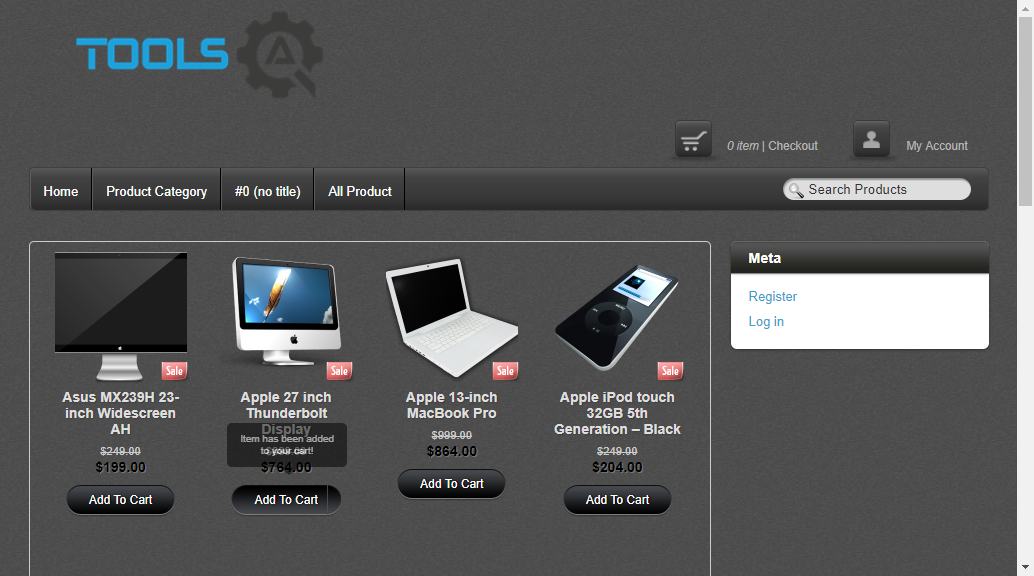 TOOLS
0 item | Checkout
My Account
Home
Product Category
#0 (no title)
All Product
Search Products
Meta
Register
Log in
Sale
Asus MX239H 23-
inch Widescreen
AH
$249.00
$199.00
Add To Cart
Sale
Apple 27 inch
Thunderbolt
Display
Item has been added
to your cart!
$764.00
Add To Cart
Sale
Apple 13-inch
MacBook Pro
$999.00
$864.00
Add To Cart
Sale
Apple iPod touch
32GB 5th
Generation – Black
$249.00
$204.00
Add To Cart